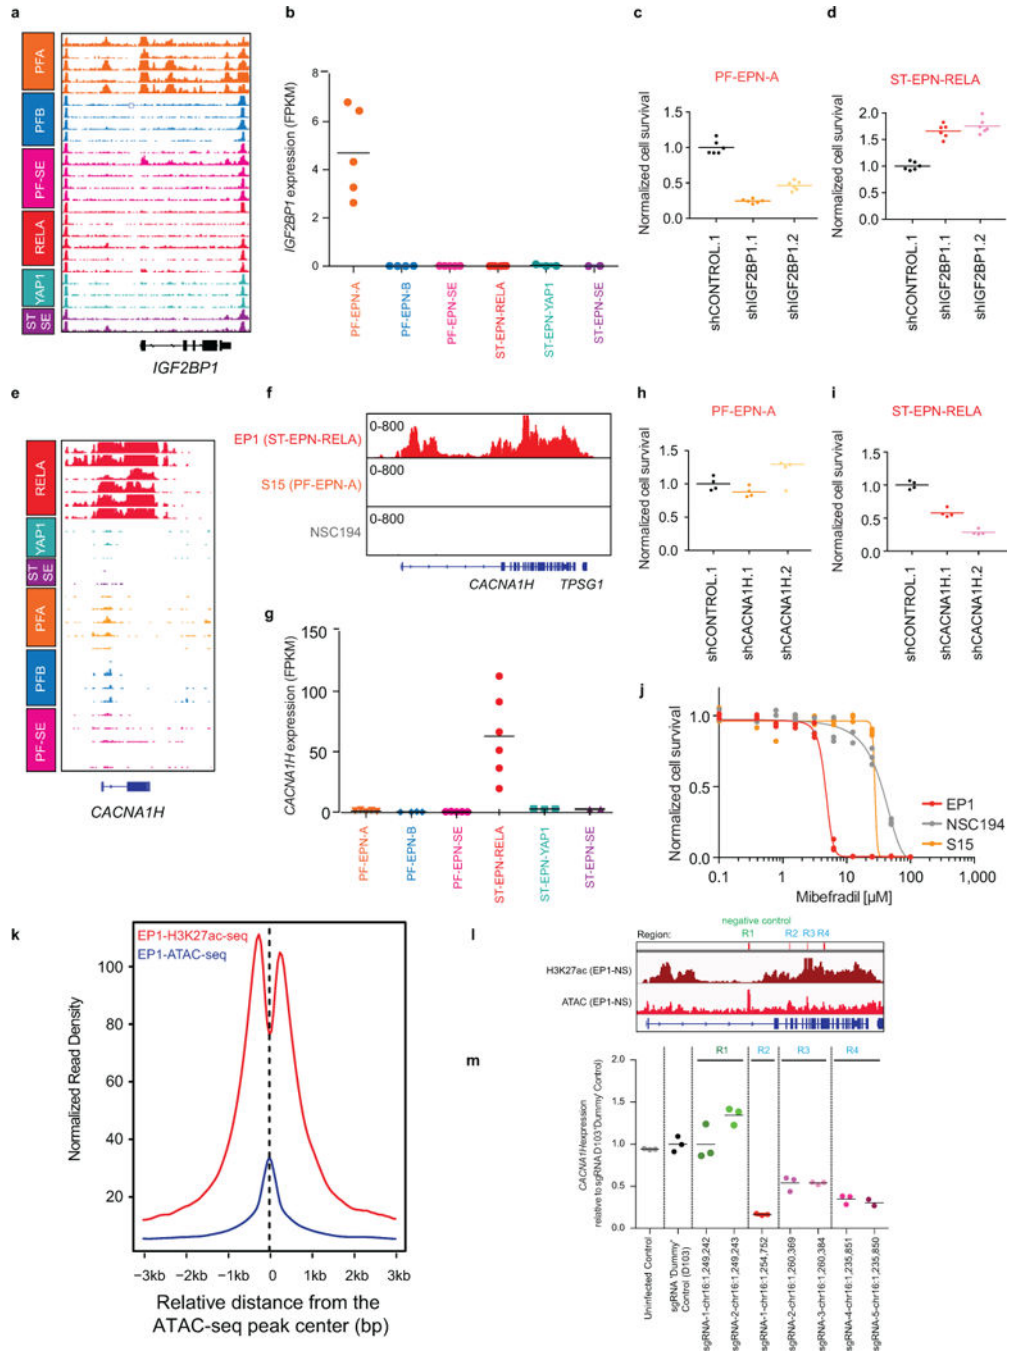 a
PFA
PFB
PF-SE
RELA
YAP1
ST
SE
IGF2BP1
b
IGF2BP1 expression (FPKM)
8
6
4
2
0
PF-EPN-A
PF-EPN-B
PF-EPN-SE
ST-EPN-RELA
ST-EPN-YAP1
ST-EPN-SE
c
PF-EPN-A
Normalized cell survival
1.5
1.0
0.5
0.0
shCONTROL.1
shIGF2BP1.1
shIGF2BP1.2
d
ST-EPN-RELA
Normalized cell survival
2.0
1.5
1.0
0.5
0.0
shCONTROL.1
shIGF2BP1.1
shIGF2BP1.2
e
RELA
YAP1
ST
SE
PFA
PFB
PF-SE
CACNA1H
f
EP1 (ST-EPN-RELA)
0-800
S15 (PF-EPN-A)
0-800
NSC194
0-800
CACNA1H TPSG1
g
CACNA1H expression (FPKM)
150
100
50
0
PF-EPN-A
PF-EPN-B
PF-EPN-SE
ST-EPN-RELA
ST-EPN-YAP1
ST-EPN-SE
h
PF-EPN-A
Normalized cell survival
1.5
1.0
0.5
0.0
shCONTROL.1
shCACNA1H.1
shCACNA1H.2
i
ST-EPN-RELA
Normalized cell survival
1.5
1.0
0.5
0.0
shCONTROL.1
shCACNA1H.1
shCACNA1H.2
j
Normalized cell survival
1.0
0.5
0.0
0.1 1 10 100 1,000
Mibefradil [µM]
EP1
NSC194
S15
k
EP1-H3K27ac-seq
EP1-ATAC-seq
Normalized Read Density
100
80
60
40
20
−3kb −1kb 0 1kb 2kb 3kb
Relative distance from the
ATAC-seq peak center (bp)
l
negative control
Region: R1 R2 R3 R4
H3K27ac (EP1-NS)
ATAC (EP1-NS)
m
R1 R2 R3 R4
CACNA1H expression
relative to sgRNA D103 'Dummy' Control)
2.0
1.5
1.0
0.5
0.0
Uninfected Control
sgRNA 'Dummy'
Control (D103)
sgRNA-1-chr16:1,249,242
sgRNA-2-chr16:1,249,243
sgRNA-1-chr16:1,254,752
sgRNA-2-chr16:1,260,369
sgRNA-3-chr16:1,260,384
sgRNA-4-chr16:1,235,851
sgRNA-5-chr16:1,235,850